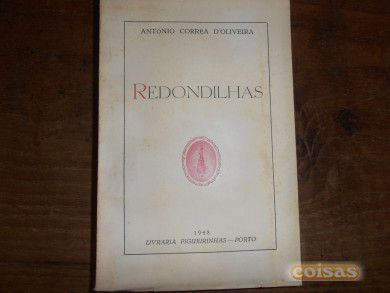 ANTONIO CORREA D'OLIVEIRA
REDONDILHAS
1948
LIVRARIA FIGUEIRINHAS — PORTO
coisas